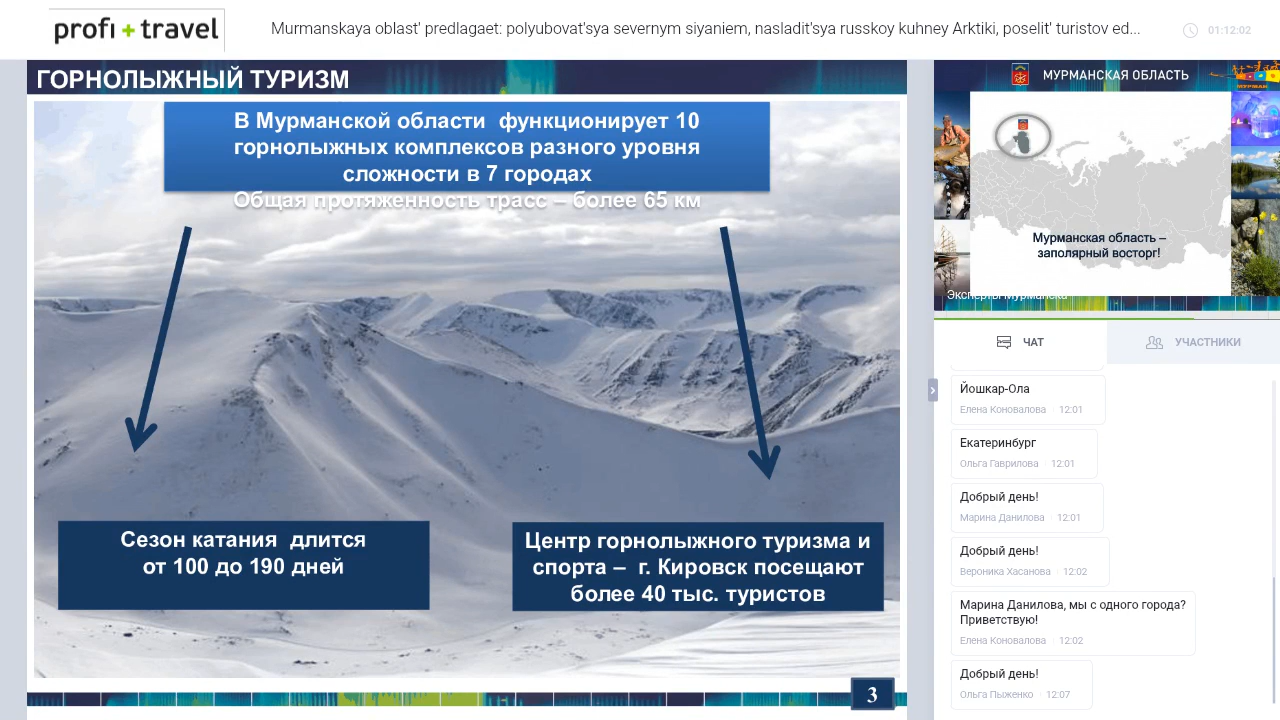 profi + travel
Murmanskaya oblast' predlagaet: polyubovat'sya severnym siyaniem, nasladit'sya russkoy kuhney Arktiki, poselit' turistov ed...
01:12:02
ГОРНОЛЫЖНЫЙ ТУРИЗМ
В Мурманской области функционирует 10
горнолыжных комплексов разного уровня
сложности в 7 городах
Общая протяженность трасс – более 65 км
Сезон катания длится
от 100 до 190 дней
Центр горнолыжного туризма и
спорта – г. Кировск посещают
более 40 тыс. туристов
3
МУРМАНСКАЯ ОБЛАСТЬ
Мурманская область –
заполярный восторг!
Эксперты Мурманска
ЧАТ
УЧАСТНИКИ
Йошкар-Ола
Елена Коновалова · 12:01
Екатеринбург
Ольга Гаврилова 12:01
Добрый день!
Марина Данилова · 12:01
Добрый день!
Вероника Хасанова · 12:02
Марина Данилова, мы с одного города?
Приветствую!
Елена Коновалова · 12:02
Добрый день!
Ольга Пыженко · 12:07